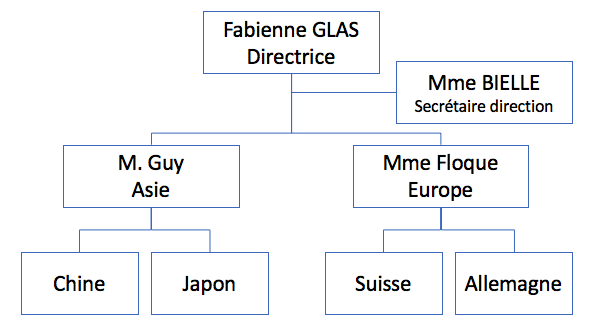 Fabienne GLAS
Directrice
Mme BIELLE
Secrétaire direction
M. Guy
Asie
Mme Floque
Europe
Chine
Japon
Suisse
Allemagne